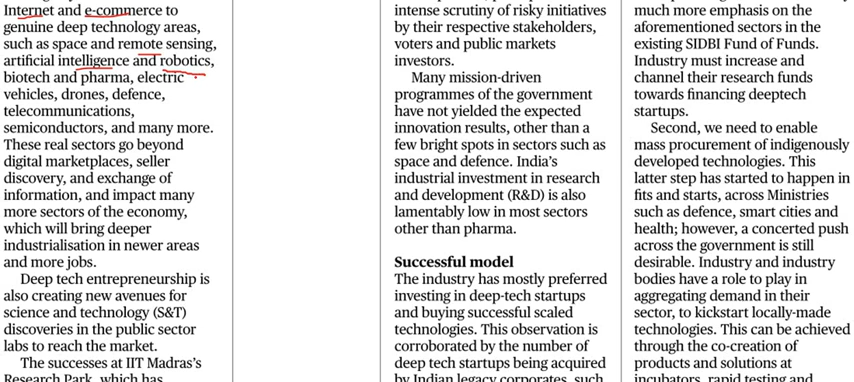 Internet and e-commerce to
genuine deep technology areas,
such as space and remote sensing,
artificial intelligence and robotics,
biotech and pharma, electric
vehicles, drones, defence,
telecommunications,
semiconductors, and many more.
These real sectors go beyond
digital marketplaces, seller
discovery, and exchange of
information, and impact many
more sectors of the economy,
which will bring deeper
industrialisation in newer areas
and more jobs.
Deep tech entrepreneurship is
also creating new avenues for
science and technology (S&T)
discoveries in the public sector
labs to reach the market.
The successes at IIT Madras's
Research Park, which has
intense scrutiny of risky initiatives
by their respective stakeholders,
voters and public markets
investors.
Many mission-driven
programmes of the government
have not yielded the expected
innovation results, other than a
few bright spots in sectors such as
space and defence. India's
industrial investment in research
and development (R&D) is also
lamentably low in most sectors
other than pharma.
Successful model
The industry has mostly preferred
investing in deep-tech startups
and buying successful scaled
technologies. This observation is
corroborated by the number of
deep tech startups being acquired
by Indian legacy corporates, such
much more emphasis on the
aforementioned sectors in the
existing SIDBI Fund of Funds.
Industry must increase and
channel their research funds
towards financing deeptech
startups.
Second, we need to enable
mass procurement of indigenously
developed technologies. This
latter step has started to happen in
fits and starts, across Ministries
such as defence, smart cities and
health; however, a concerted push
across the government is still
desirable. Industry and industry
bodies have a role to play in
aggregating demand in their
sector, to kickstart locally-made
technologies. This can be achieved
through the co-creation of
products and solutions at
incubators, rapid testing and